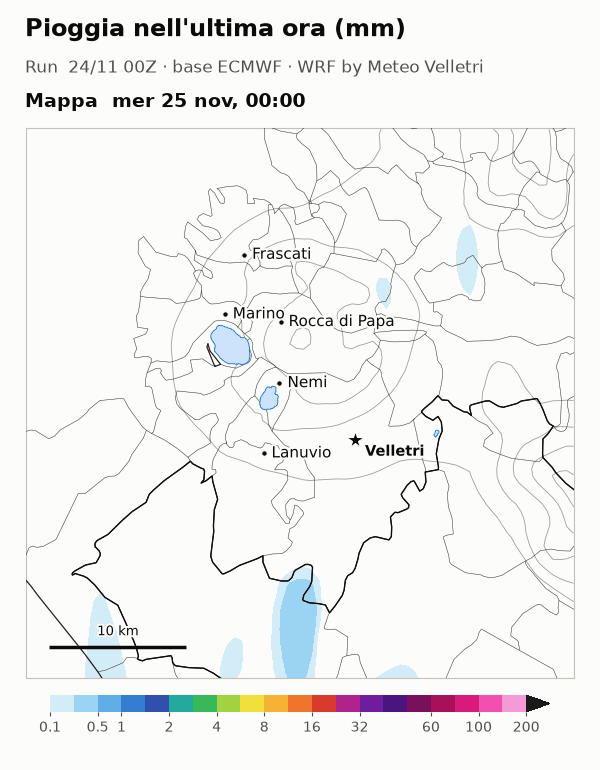 Pioggia nell'ultima ora (mm)
Run  24/11 00Z · base ECMWF · WRF by Meteo Velletri
Mappa  mer 25 nov, 00:00
Frascati
Marino
Rocca di Papa
Nemi
Velletri
Lanuvio
10 km
0.1 0.5 1 2 4 8 16 32 60 100 200